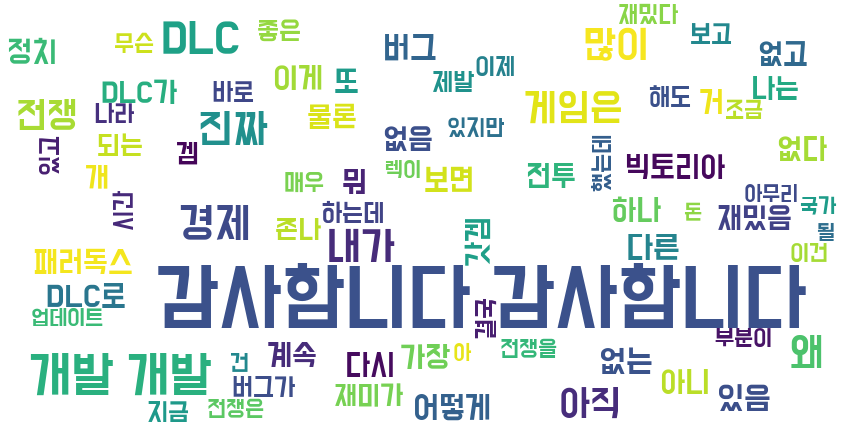 재밌다
좋은
DLC
버그
많이
보고
무슨
정치
없고
이제
이게
또
제발
DLC가
바로
나는
해도
거
조금
전쟁
나라
진짜
물론
게임은
있지만
없음
되는
겜
있고
했는데
없다
빅토리아
렉이
개
매우
뭐
보면
전투
아무리
시간
하는데
하나
돈
국가
재밌음
경제
존나
내가
갓겜
다른
될
이건
패러독스
DLC로
감사합니다 감사합니다
업데이트
결국
부분이
개발 개발
건
계속
다시
가장
아
전쟁을
없는
왜
버그가
재미가
아니
있음
지금
전쟁은
어떻게
아직